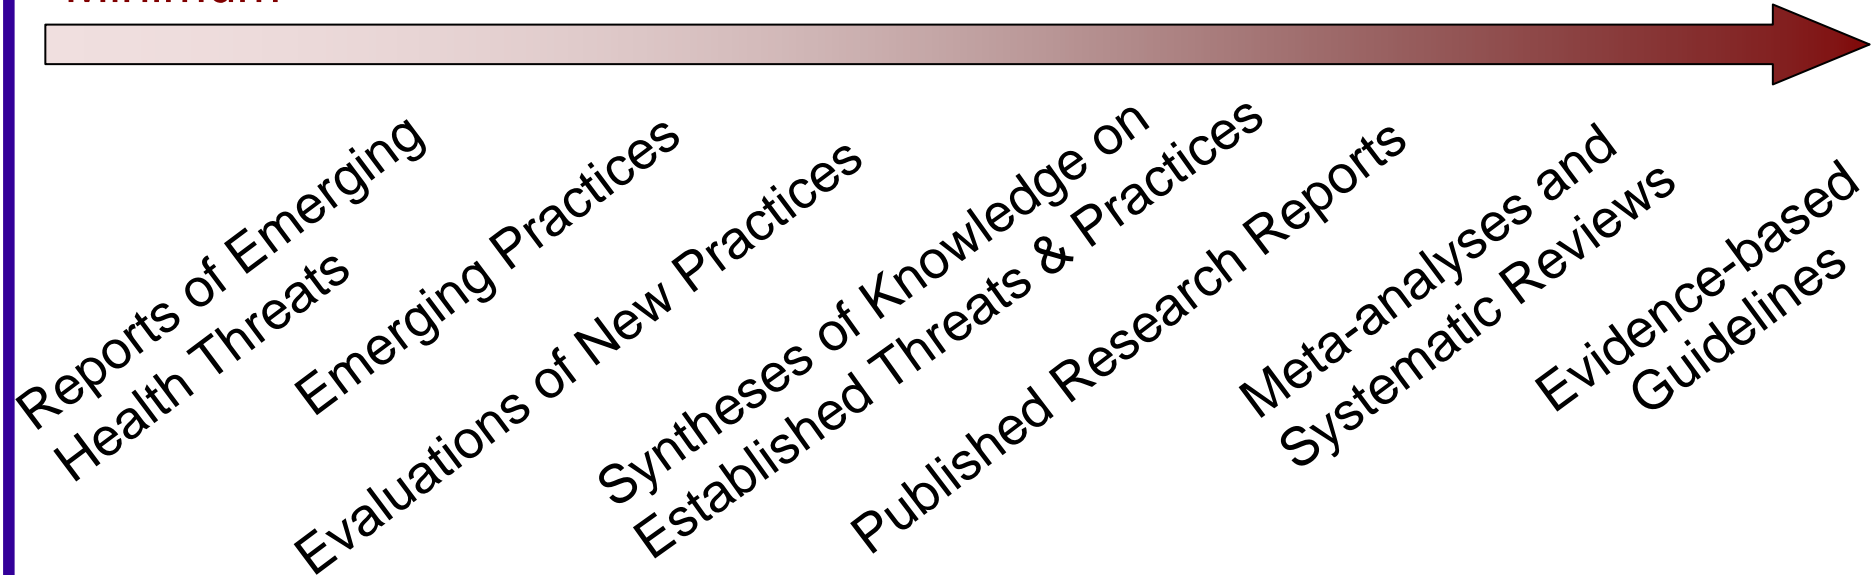 Reports of Emerging
Health Threats
Emerging Practices
Evaluations of New Practices
Syntheses of Knowledge on
Established Threats & Practices
Published Research Reports
Meta-analyses and
Systematic Reviews
Evidence-based
Guidelines